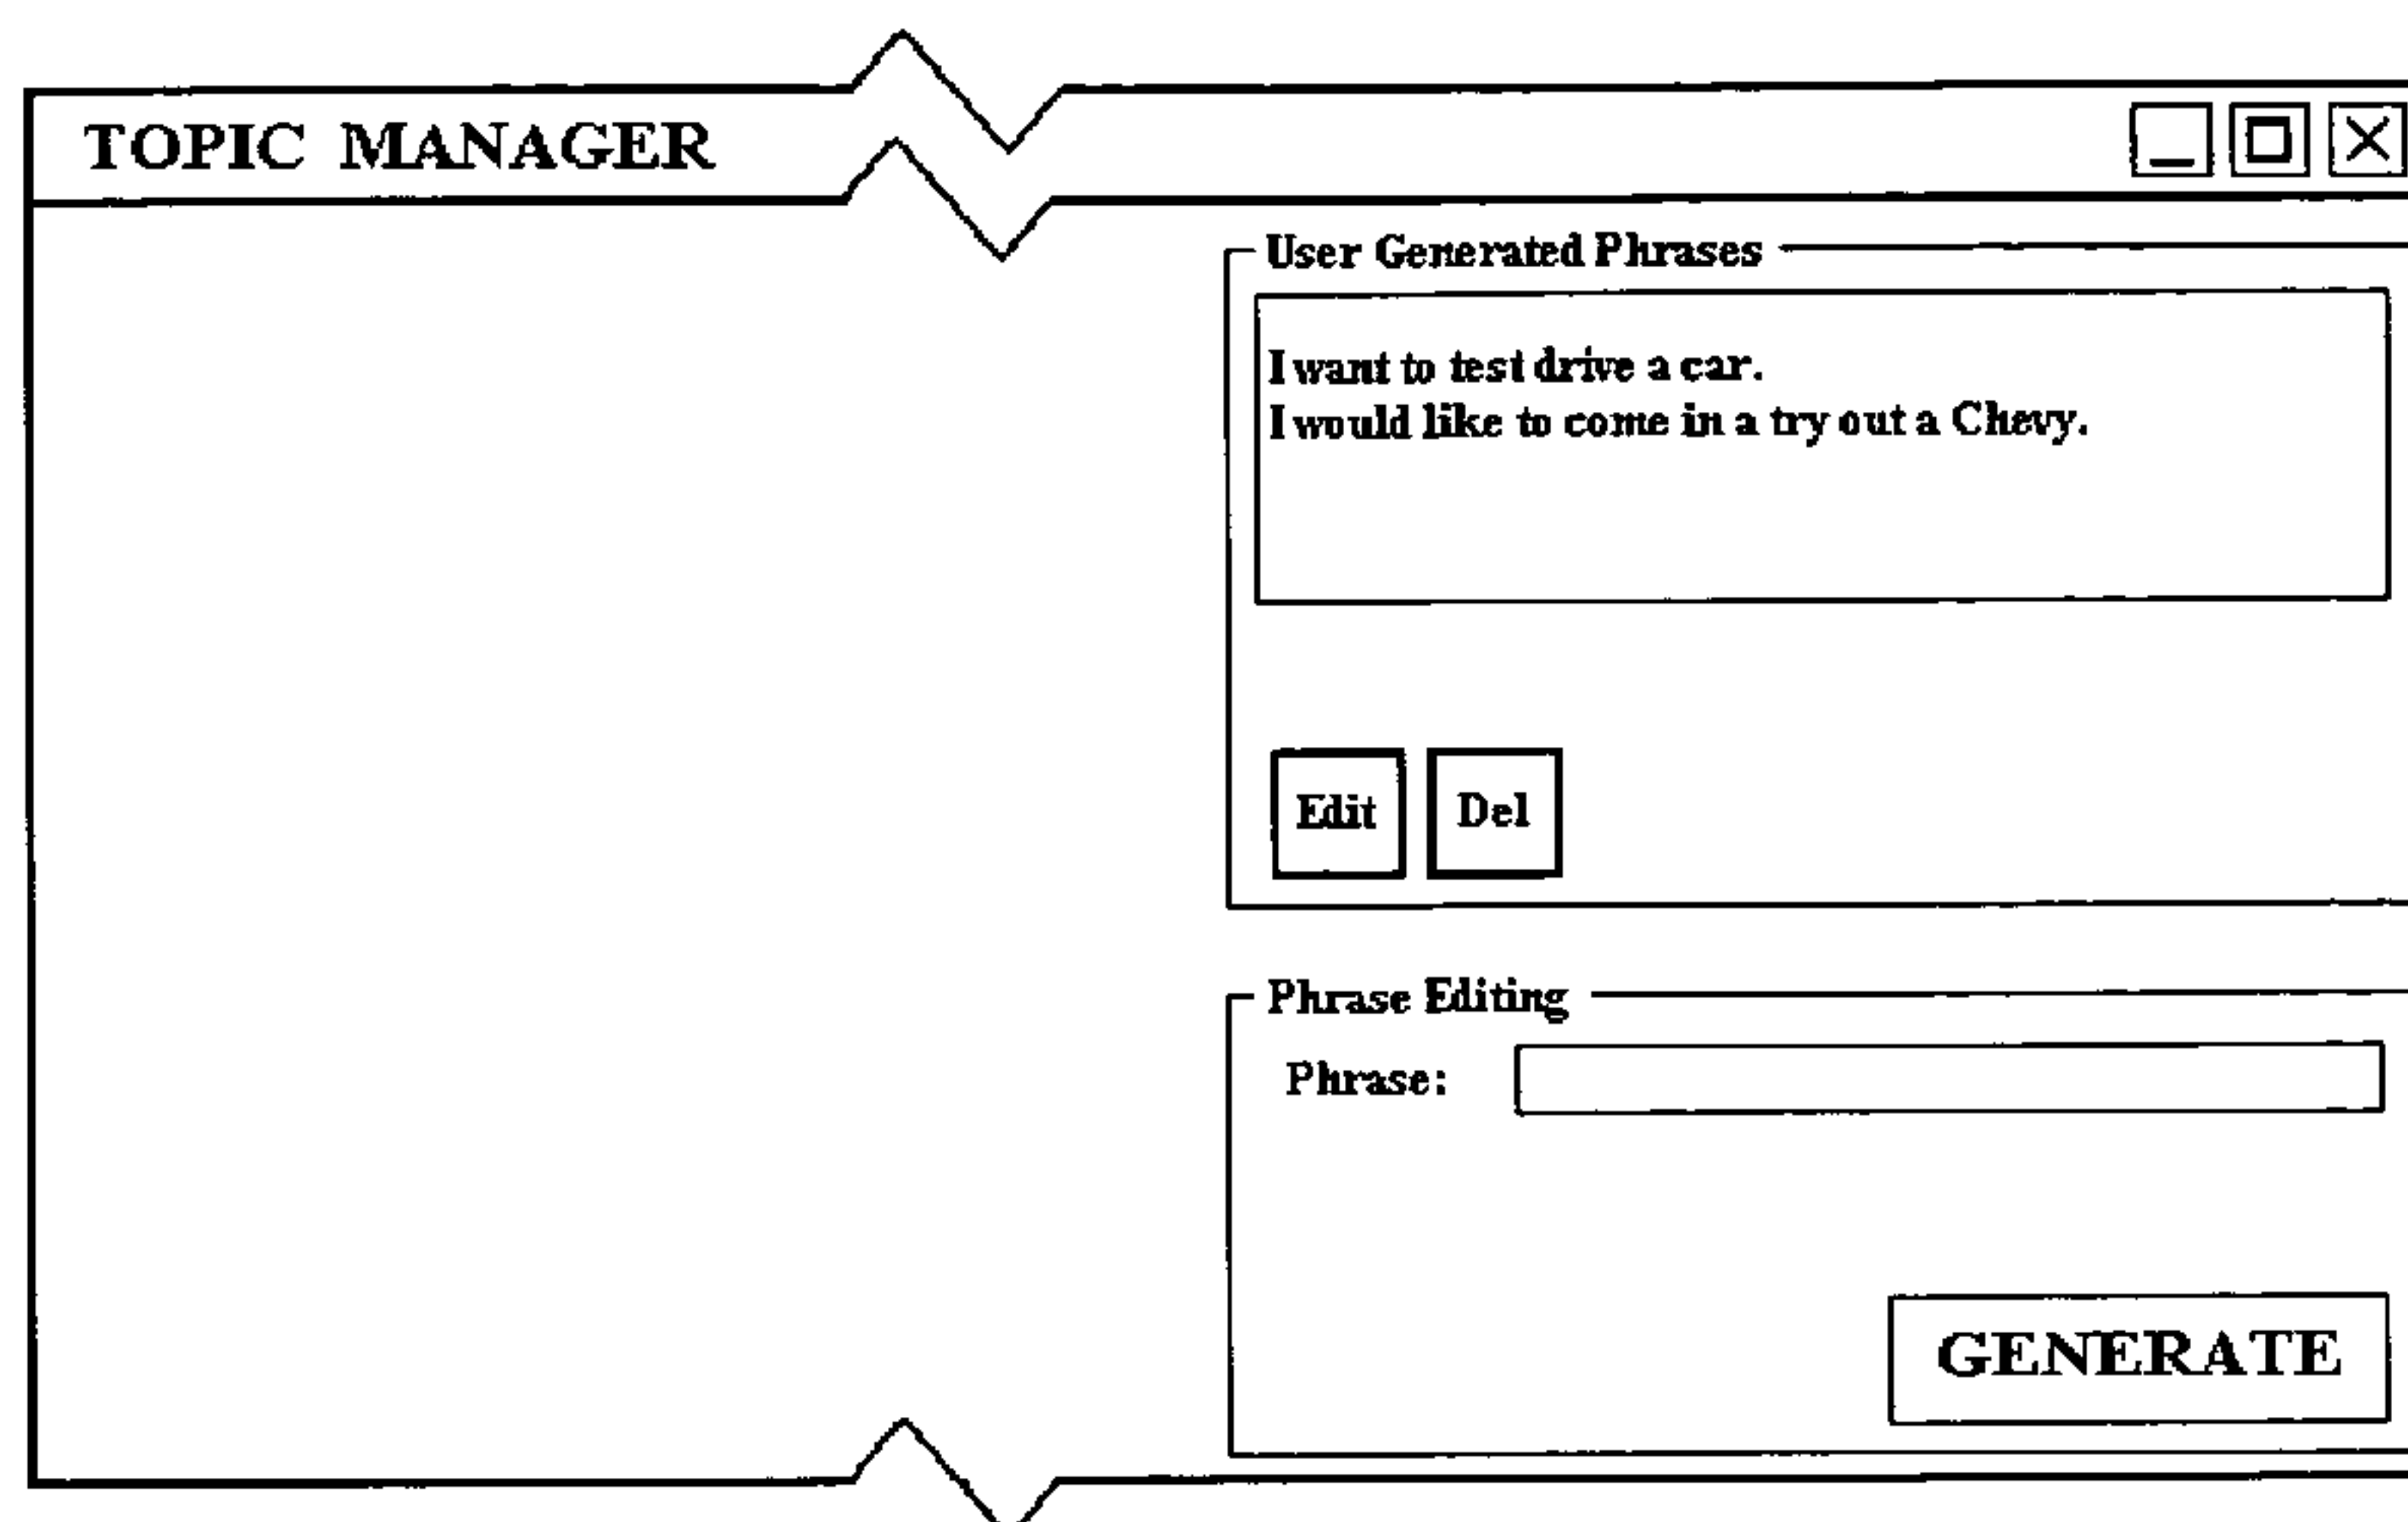 TOPIC MANAGER
User Generated Phrases
I want to test drive a car.
I would like to come in a try out a Chevy.
Edit Del
Phrase Editing
Phrase:
GENERATE